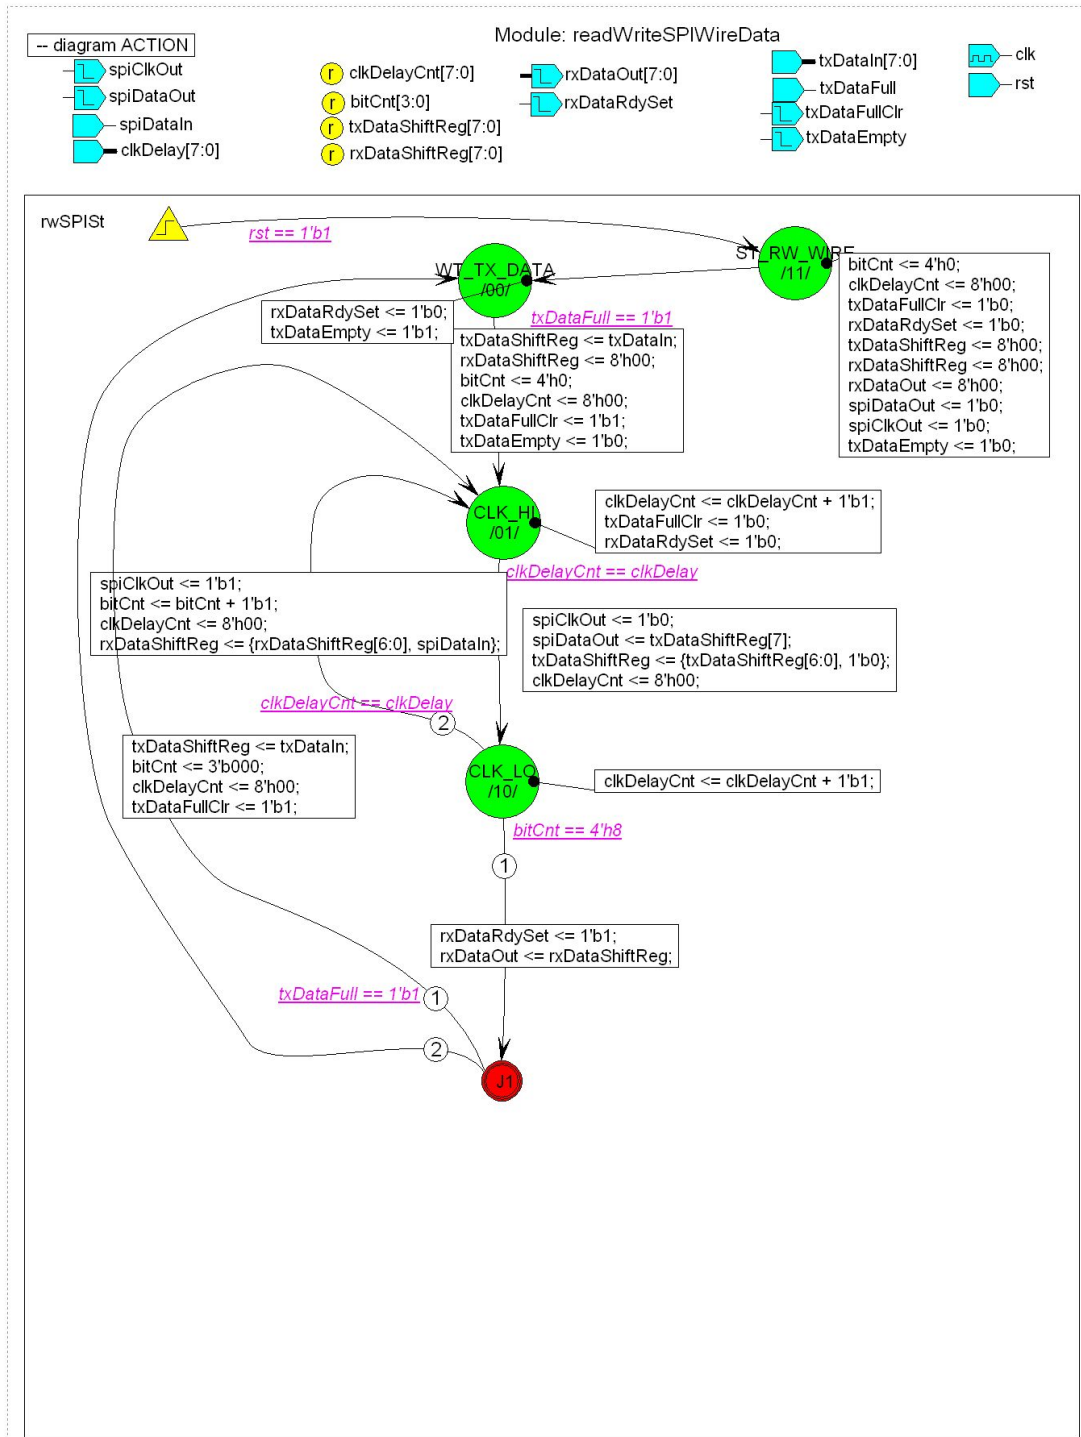 Module: readWriteSPIWireData
-- diagram ACTION
spiClkOut
spiDataOut
spiDataIn
clkDelay[7:0]
r clkDelayCnt[7:0]
r bitCnt[3:0]
r txDataShiftReg[7:0]
r rxDataShiftReg[7:0]
rxDataOut[7:0]
rxDataRdySet
txDataIn[7:0]
txDataFull
txDataFullClr
txDataEmpty
clk
rst
rwSPISt
rst == 1'b1
ST_RW_WIRE
/11/
bitCnt <= 4'h0;
clkDelayCnt <= 8'h00;
txDataFullClr <= 1'b0;
rxDataRdySet <= 1'b0;
txDataShiftReg <= 8'h00;
rxDataShiftReg <= 8'h00;
rxDataOut <= 8'h00;
spiDataOut <= 1'b0;
spiClkOut <= 1'b0;
txDataEmpty <= 1'b0;
WT_TX_DATA
/00/
rxDataRdySet <= 1'b0;
txDataEmpty <= 1'b1;
txDataFull == 1'b1
txDataShiftReg <= txDataIn;
rxDataShiftReg <= 8'h00;
bitCnt <= 4'h0;
clkDelayCnt <= 8'h00;
txDataFullClr <= 1'b1;
txDataEmpty <= 1'b0;
CLK_HI
/01/
clkDelayCnt <= clkDelayCnt + 1'b1;
txDataFullClr <= 1'b0;
rxDataRdySet <= 1'b0;
clkDelayCnt == clkDelay
spiClkOut <= 1'b1;
bitCnt <= bitCnt + 1'b1;
clkDelayCnt <= 8'h00;
rxDataShiftReg <= {rxDataShiftReg[6:0], spiDataIn};
spiClkOut <= 1'b0;
spiDataOut <= txDataShiftReg[7];
txDataShiftReg <= {txDataShiftReg[6:0], 1'b0};
clkDelayCnt <= 8'h00;
clkDelayCnt == clkDelay
2
txDataShiftReg <= txDataIn;
bitCnt <= 3'b000;
clkDelayCnt <= 8'h00;
txDataFullClr <= 1'b1;
CLK_LO
/10/
clkDelayCnt <= clkDelayCnt + 1'b1;
bitCnt == 4'h8
1
rxDataRdySet <= 1'b1;
rxDataOut <= rxDataShiftReg;
txDataFull == 1'b1
1
2
J1